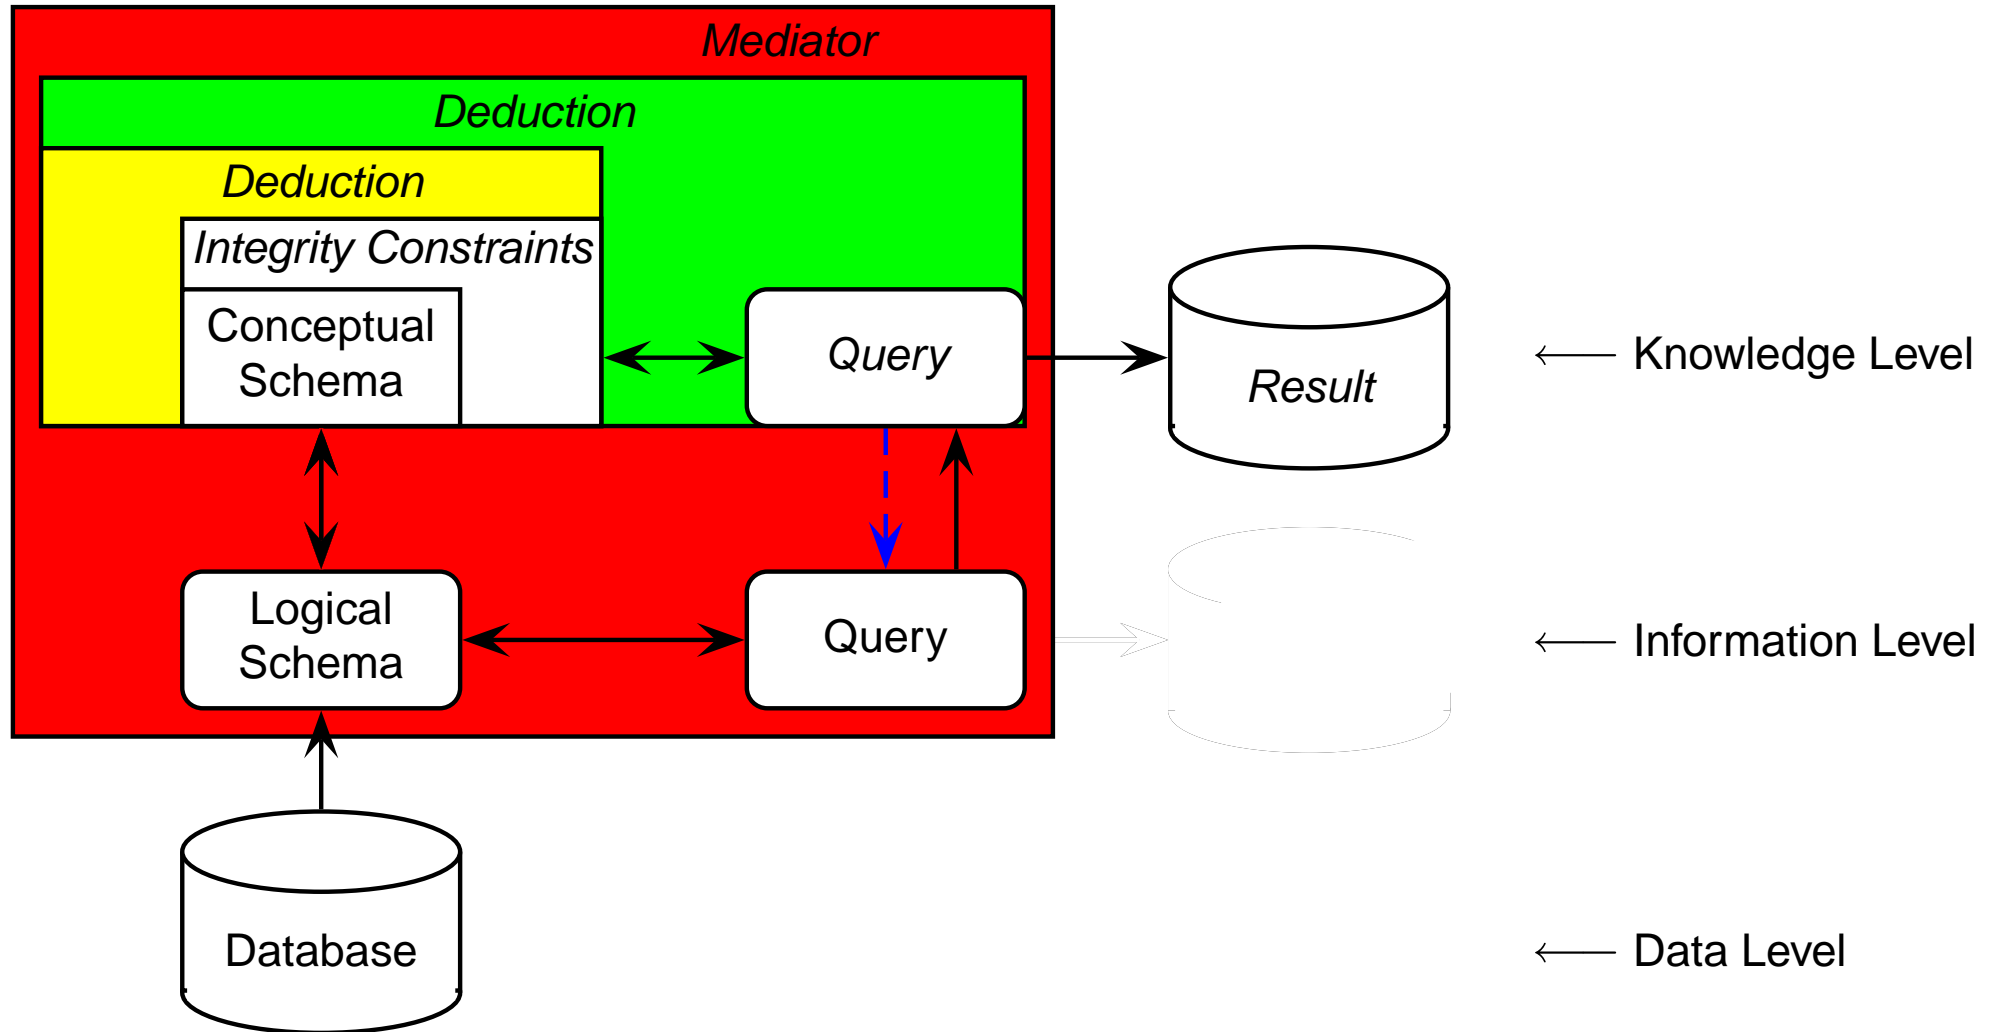 Mediator
Deduction
Deduction
Integrity Constraints
Conceptual
Schema
Query
Result
Knowledge Level
Logical
Schema
Query
Information Level
Database
Data Level